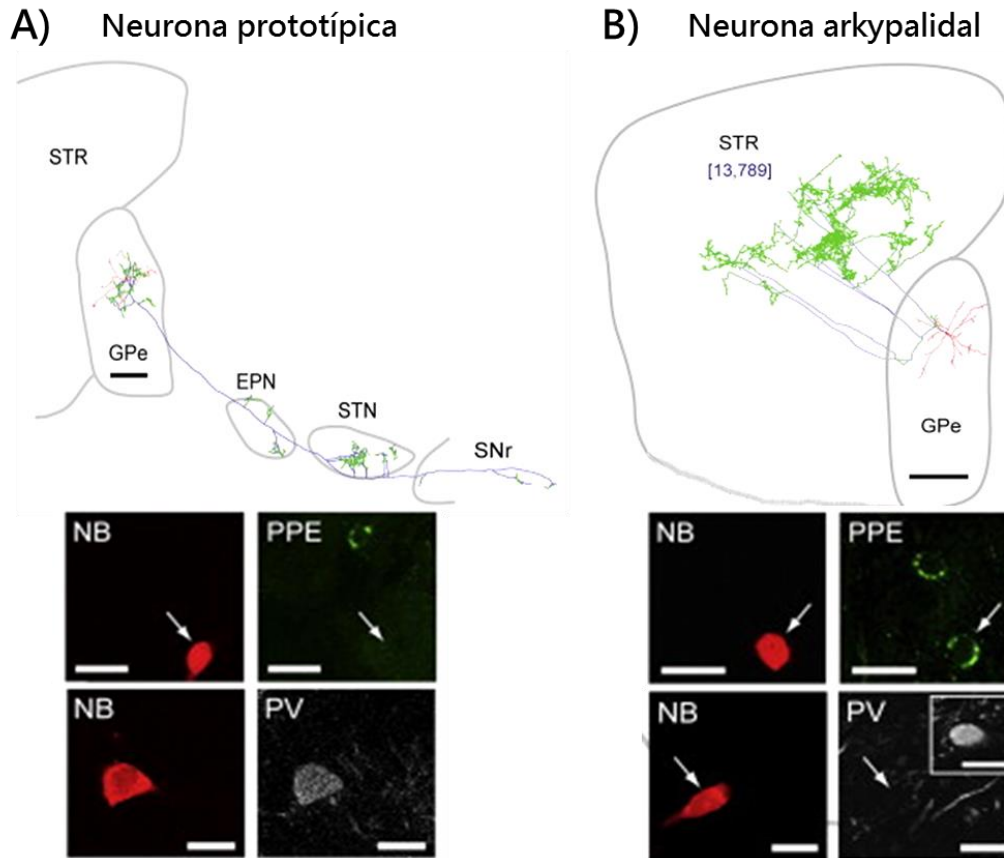 A) Neurona prototípica
STR
GPe
EPN
STN
SNr
NB
PPE
NB
PV
B) Neurona arkypalidal
STR
[13,789]
GPe
NB
PPE
NB
PV